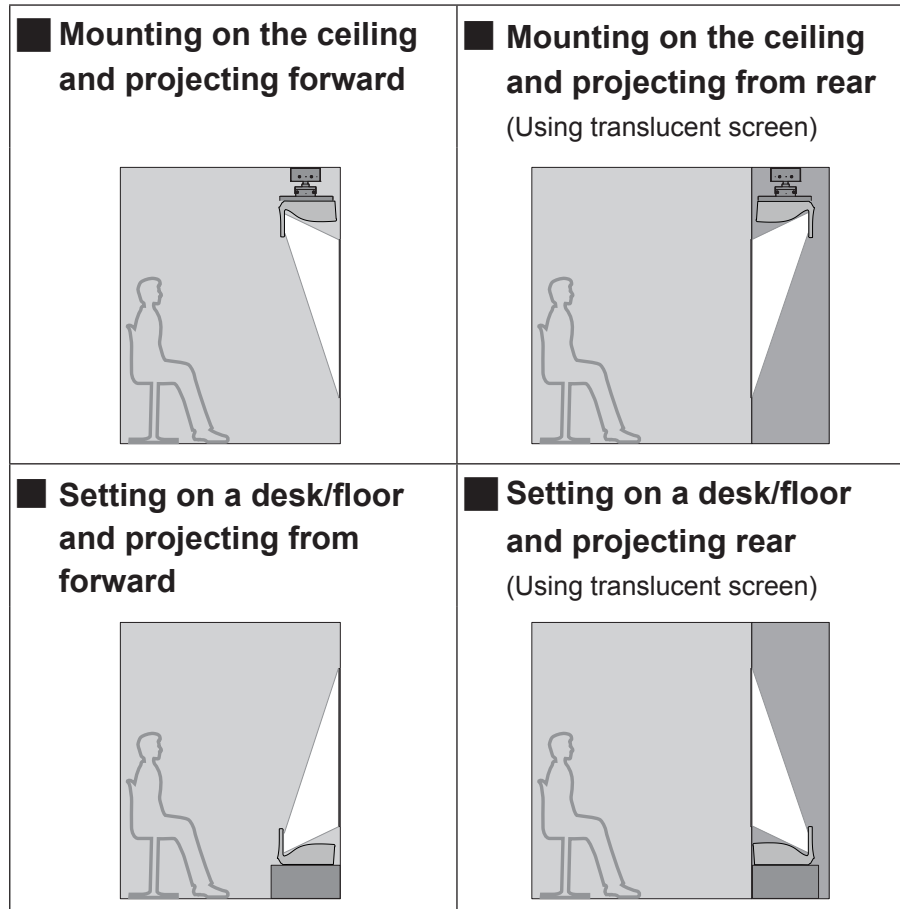 ■ Mounting on the ceiling
and projecting forward
■ Mounting on the ceiling
and projecting from rear
(Using translucent screen)
■ Setting on a desk/floor
and projecting from
forward
■ Setting on a desk/floor
and projecting rear
(Using translucent screen)